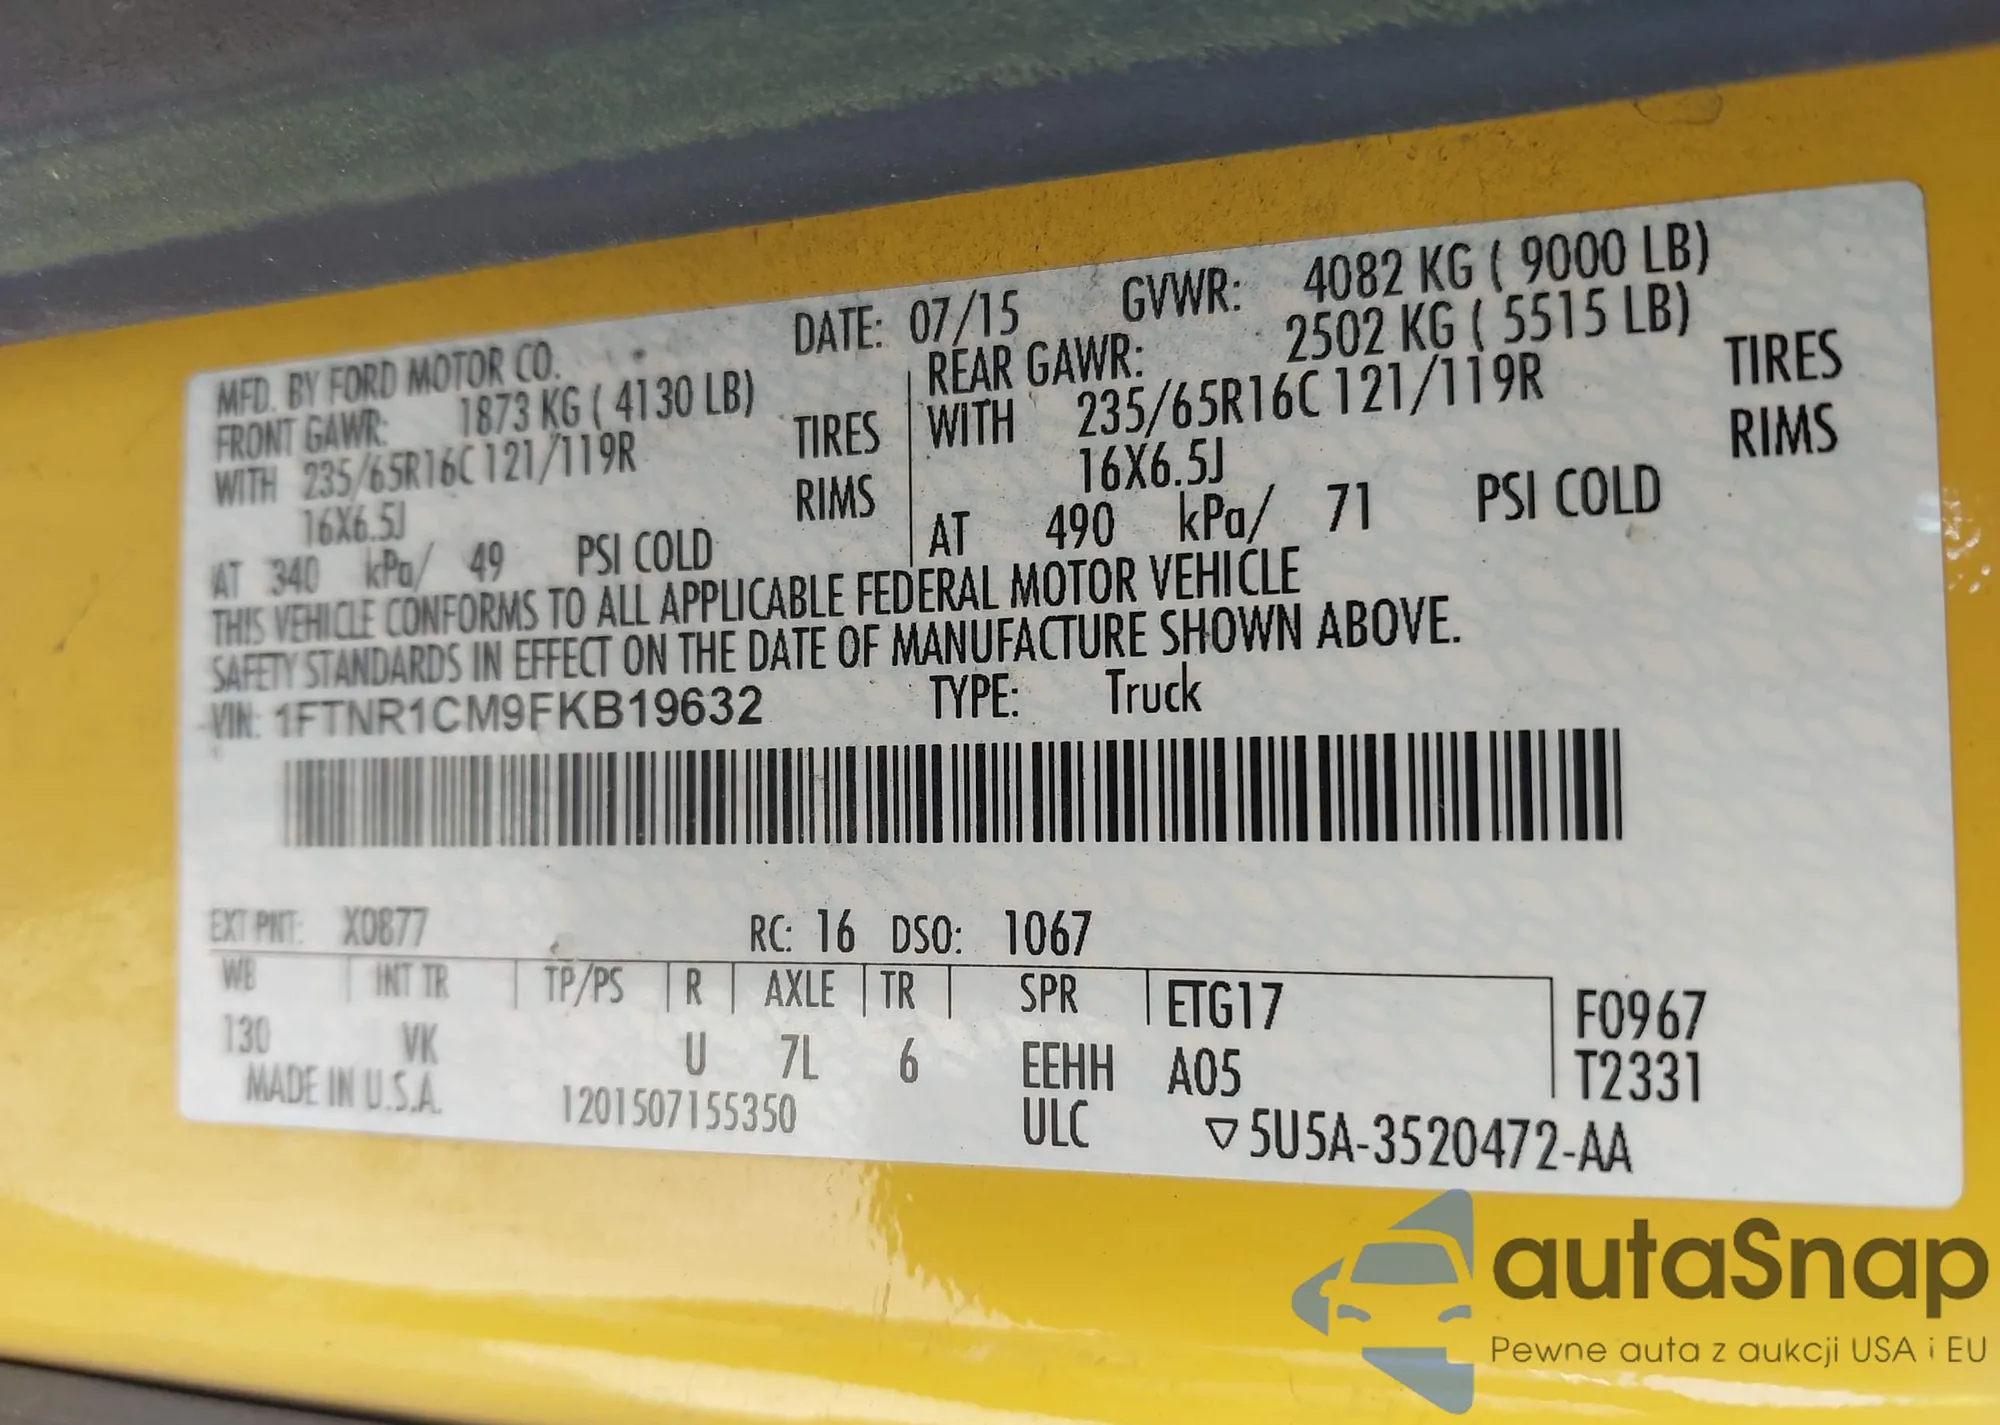 MFD. BY FORD MOTOR CO. DATE: 07/15 GVWR: 4082 KG ( 9000 LB)
FRONT GAWR: 1873 KG ( 4130 LB)
WITH 235/65R16C 121/119R TIRES
16X6.5J RIMS
AT 340 kPa/ 49 PSI COLD
REAR GAWR: 2502 KG ( 5515 LB)
WITH 235/65R16C 121/119R TIRES
16X6.5J RIMS
AT 490 kPa/ 71 PSI COLD
THIS VEHICLE CONFORMS TO ALL APPLICABLE FEDERAL MOTOR VEHICLE
SAFETY STANDARDS IN EFFECT ON THE DATE OF MANUFACTURE SHOWN ABOVE.
VIN: 1FTNR1CM9FKB19632 TYPE: Truck
EXT PNT: X0877 RC: 16 DSO: 1067
WB INT TR TP/PS R AXLE TR SPR ETG17 F0967
130 VK U 7L 6 EEHH A05 T2331
MADE IN U.S.A. 1201507155350 ULC ▽5U5A-3520472-AA
autaSnap
Pewne auta z aukcji USA i EU